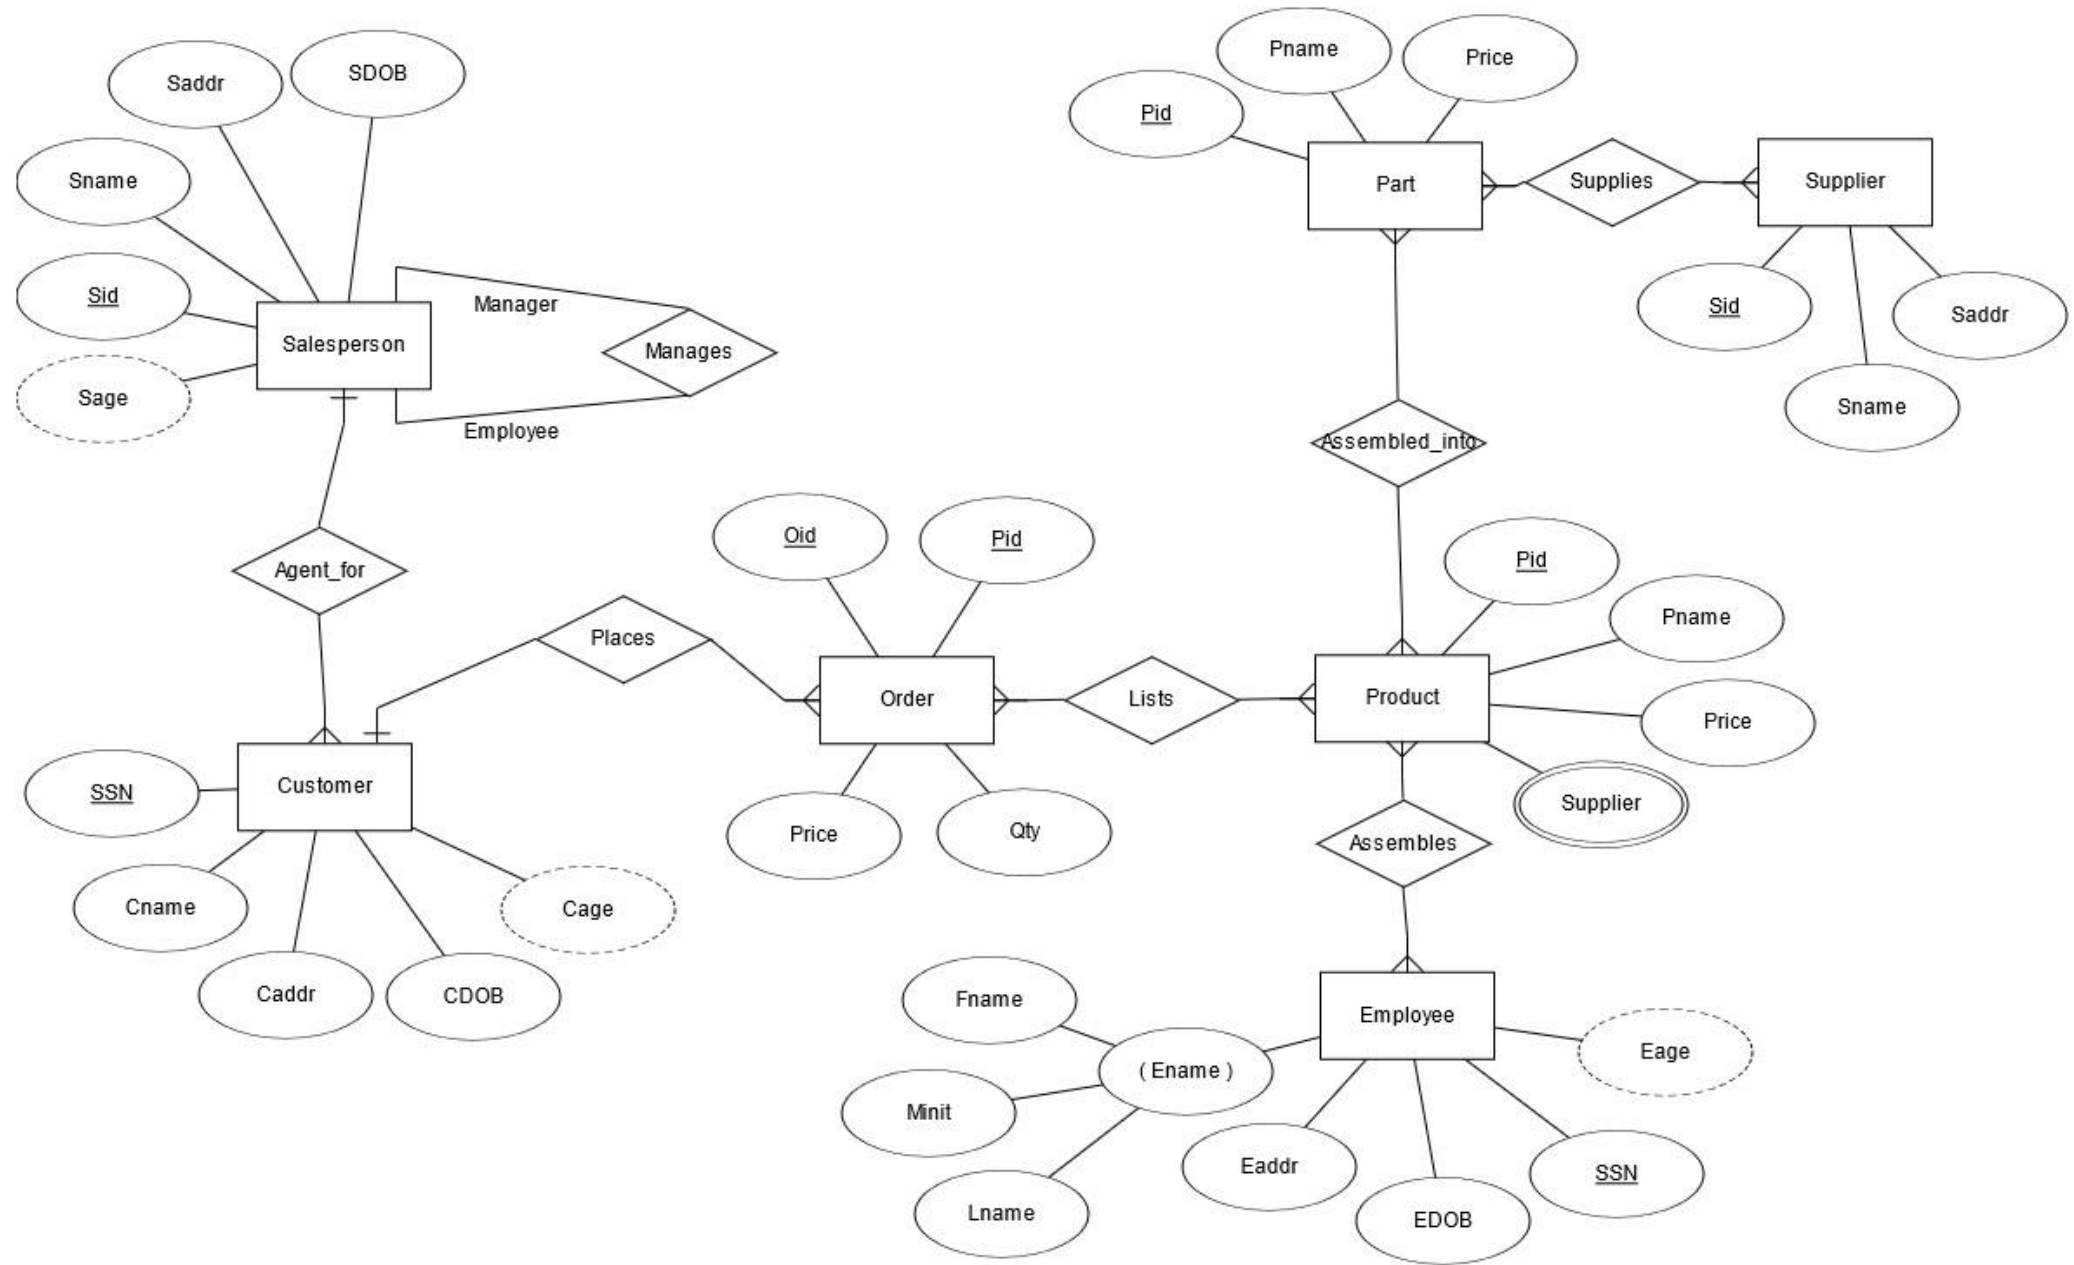 Pname
Price
Saddr
SDOB
Pid
Sname
Part
Supplies
Supplier
Sid
Manager
Sid
Saddr
Salesperson
Manages
Sage
Sname
Employee
Assembled_into
Oid
Pid
Pid
Agent_for
Pname
Places
Order
Lists
Product
Price
Customer
SSN
Supplier
Price
Qty
Assembles
Cname
Cage
Caddr
CDOB
Fname
Employee
Eage
( Ename )
Minit
Eaddr
SSN
Lname
EDOB